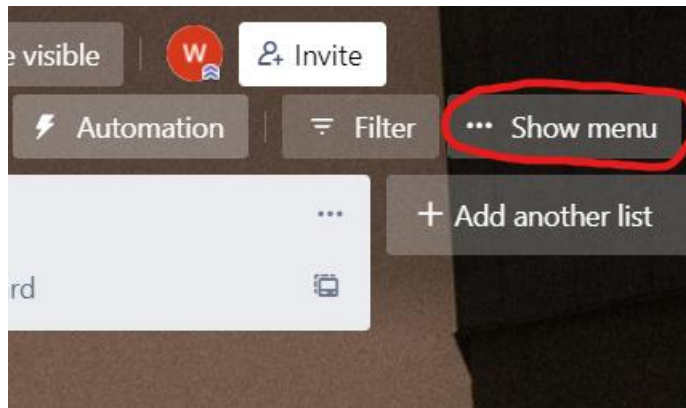 e visible W Invite
Automation Filter ••• Show menu
+ Add another list
rd